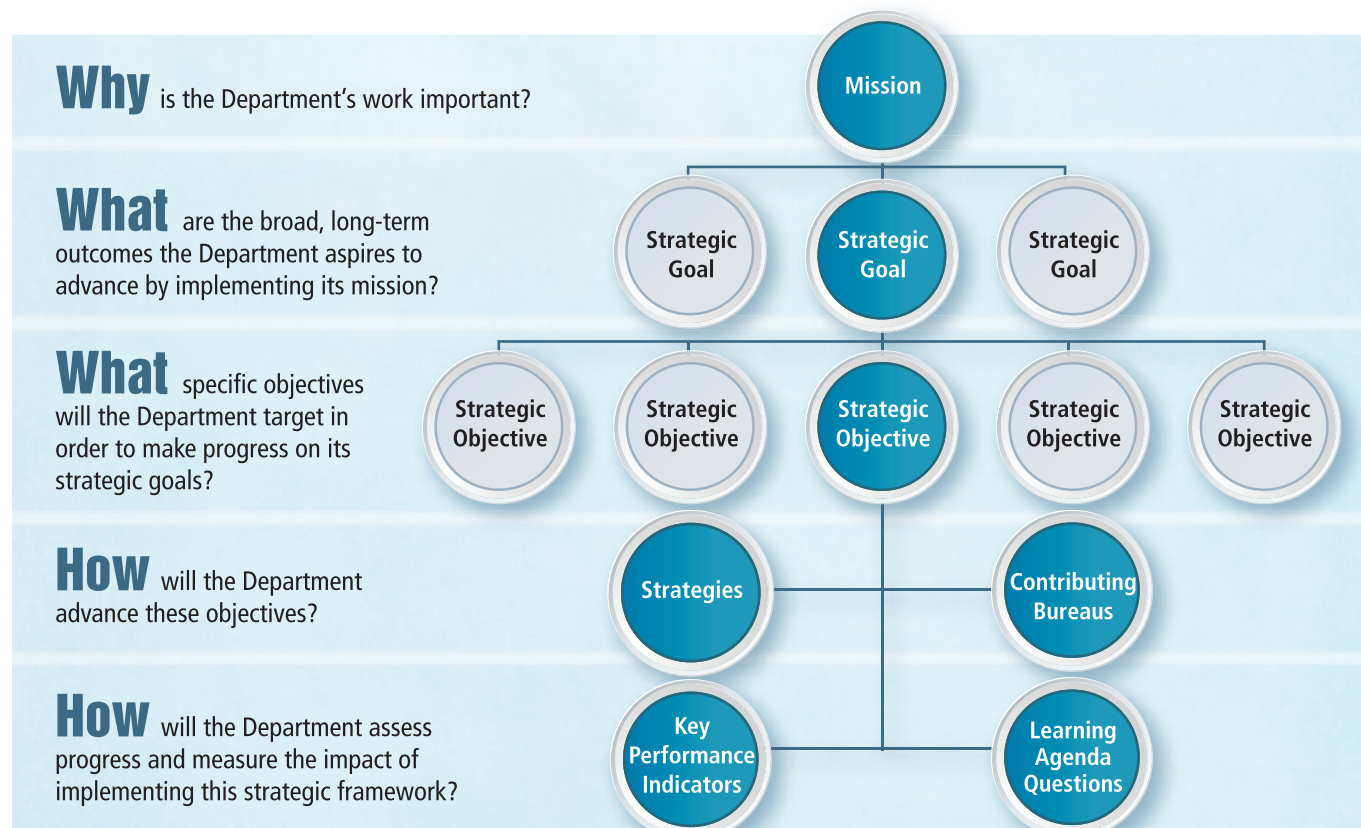 Why is the Department's work important?
Mission
What are the broad, long-term
outcomes the Department aspires to
advance by implementing its mission?
Strategic
Goal
Strategic
Goal
Strategic
Goal
What specific objectives
will the Department target in
order to make progress on its
strategic goals?
Strategic
Objective
Strategic
Objective
Strategic
Objective
Strategic
Objective
Strategic
Objective
How will the Department
advance these objectives?
Strategies
Contributing
Bureaus
How will the Department assess
progress and measure the impact of
implementing this strategic framework?
Key
Performance
Indicators
Learning
Agenda
Questions